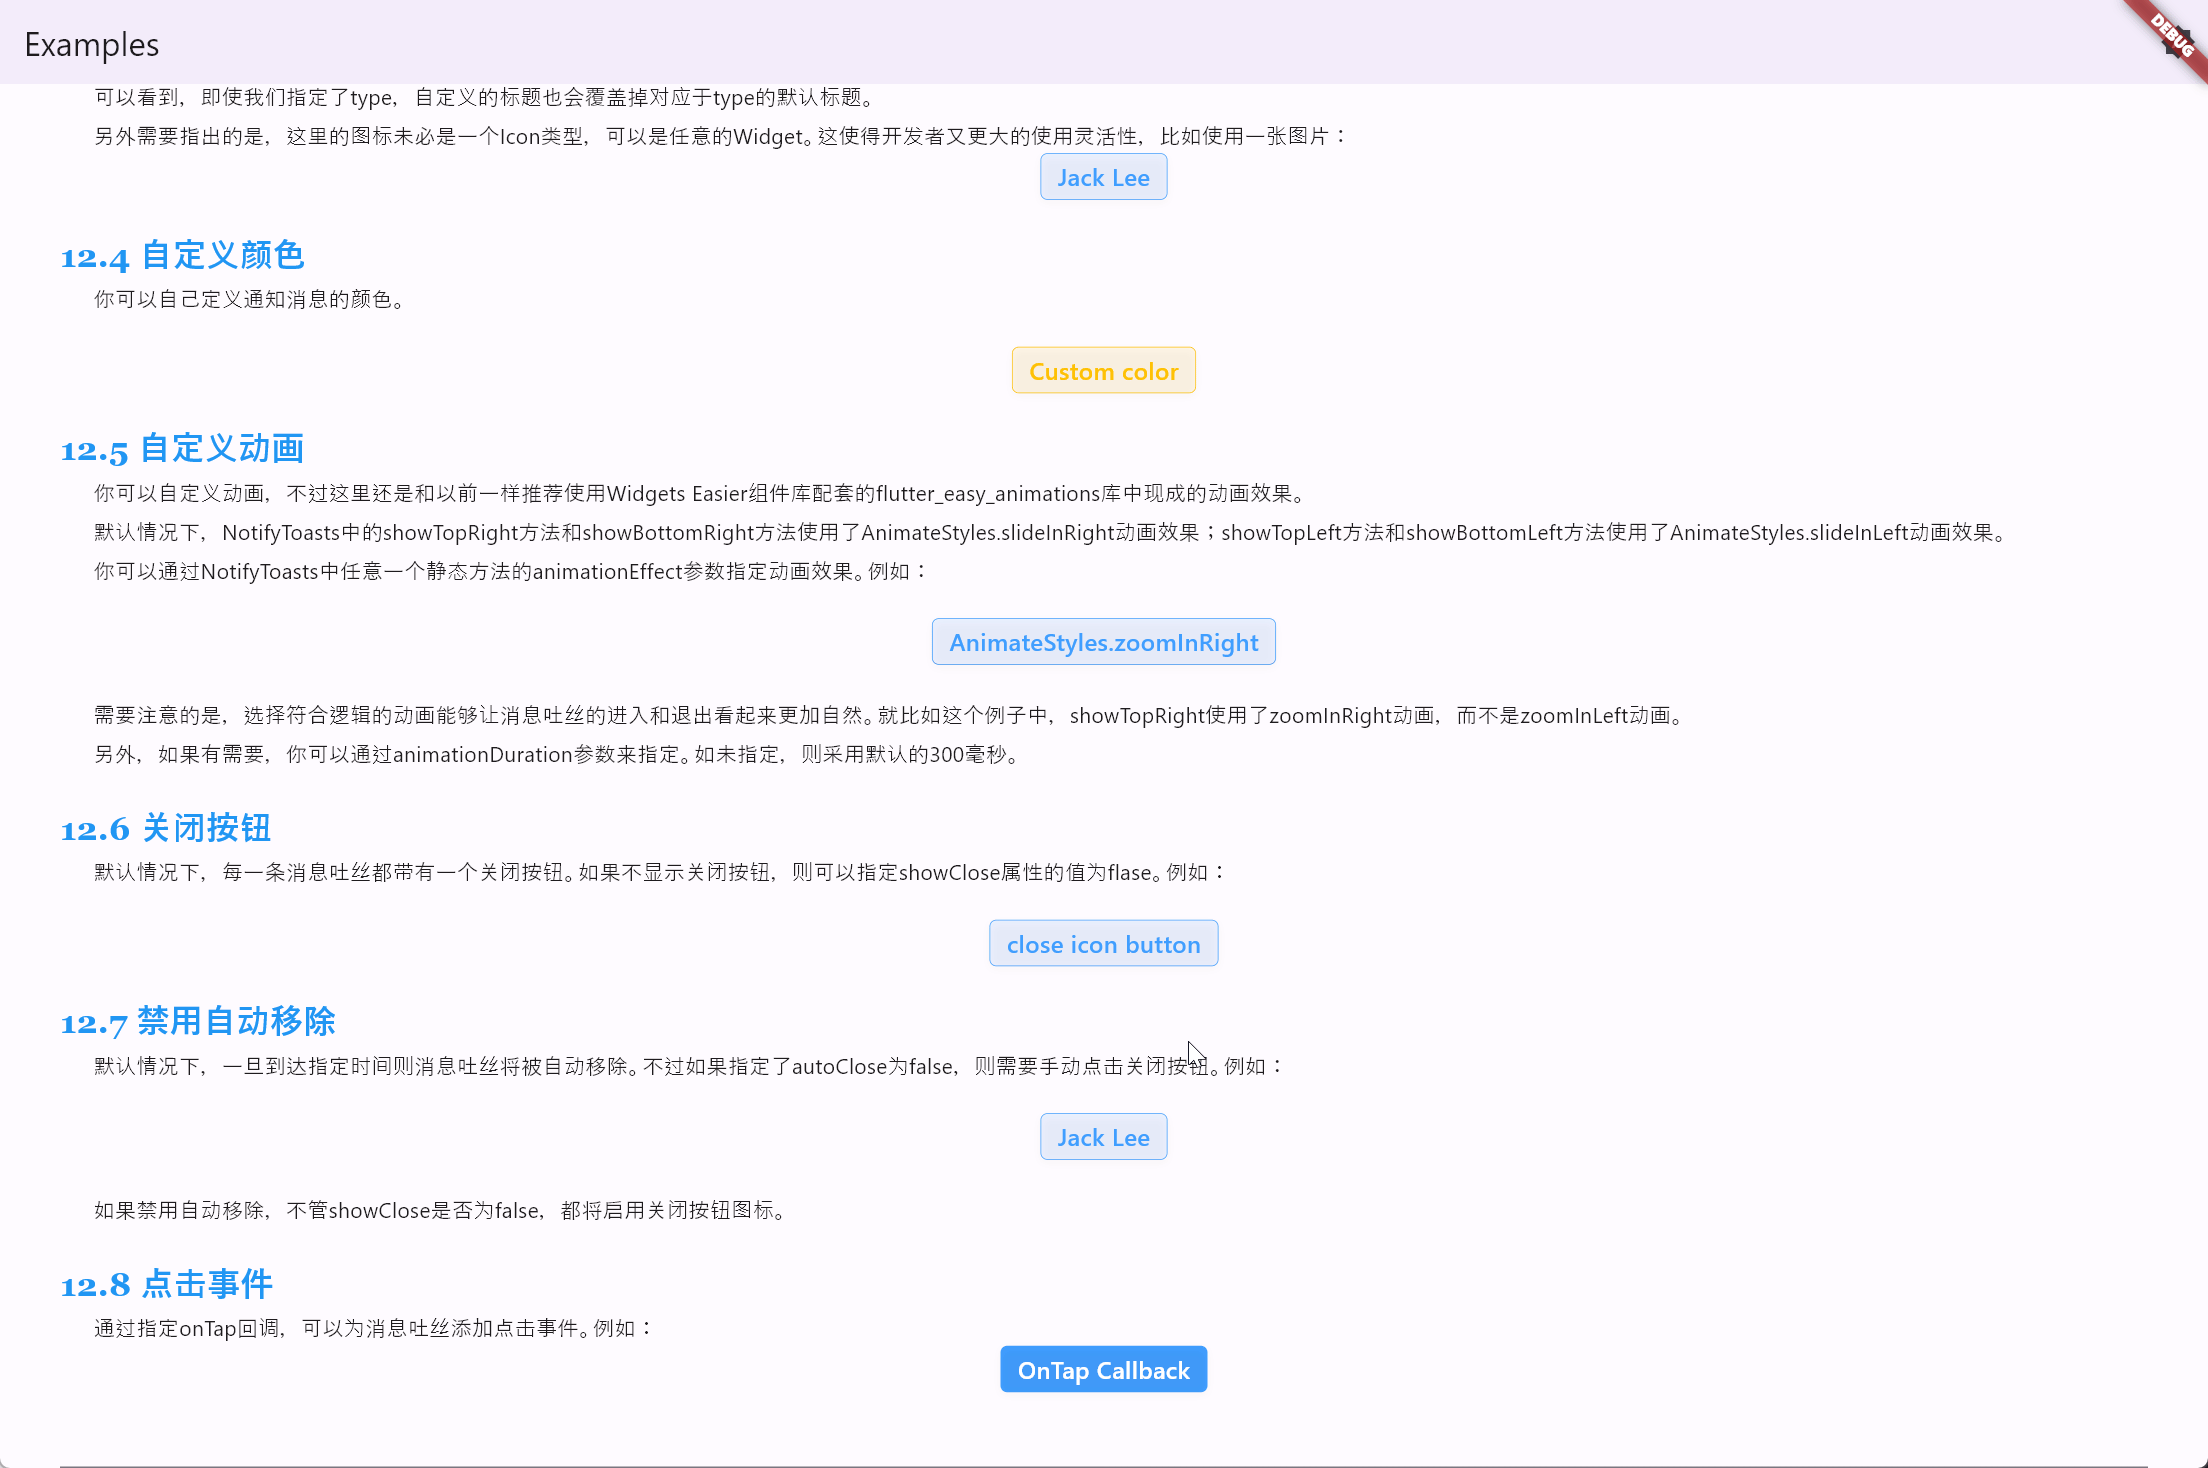 Examples
DEBUG
可以看到，即使我们指定了type，自定义的标题也会覆盖掉对应于type的默认标题。
另外需要指出的是，这里的图标未必是一个Icon类型，可以是任意的Widget。这使得开发者又更大的使用灵活性，比如使用一张图片：
Jack Lee
12.4 自定义颜色
你可以自己定义通知消息的颜色。
Custom color
12.5 自定义动画
你可以自定义动画，不过这里还是和以前一样推荐使用Widgets Easier组件库配套的flutter_easy_animations库中现成的动画效果。
默认情况下，NotifyToasts中的showTopRight方法和showBottomRight方法使用了AnimateStyles.slideInRight动画效果；showTopLeft方法和showBottomLeft方法使用了AnimateStyles.slideInLeft动画效果。
你可以通过NotifyToasts中任意一个静态方法的animationEffect参数指定动画效果。例如：
AnimateStyles.zoomInRight
需要注意的是，选择符合逻辑的动画能够让消息吐丝的进入和退出看起来更加自然。就比如这个例子中，showTopRight使用了zoomInRight动画，而不是zoomInLeft动画。
另外，如果有需要，你可以通过animationDuration参数来指定。如未指定，则采用默认的300毫秒。
12.6 关闭按钮
默认情况下，每一条消息吐丝都带有一个关闭按钮。如果不显示关闭按钮，则可以指定showClose属性的值为flase。例如：
close icon button
12.7 禁用自动移除
默认情况下，一旦到达指定时间则消息吐丝将被自动移除。不过如果指定了autoClose为false，则需要手动点击关闭按钮。例如：
Jack Lee
如果禁用自动移除，不管showClose是否为false，都将启用关闭按钮图标。
12.8 点击事件
通过指定onTap回调，可以为消息吐丝添加点击事件。例如：
OnTap Callback